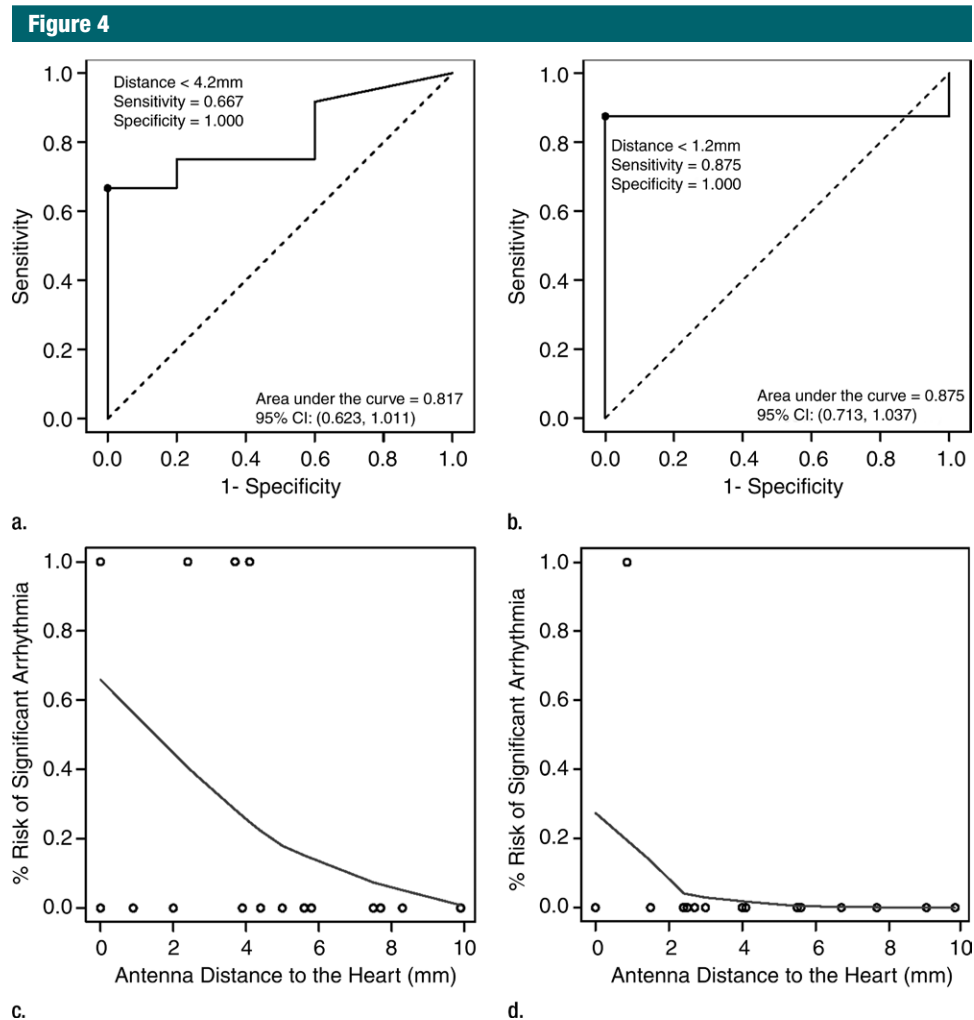 Figure 4
1.0
0.8
0.6
0.4
0.2
0.0
Sensitivity
Distance < 4.2mm
Sensitivity = 0.667
Specificity = 1.000
Area under the curve = 0.817
95% CI: (0.623, 1.011)
0.0 0.2 0.4 0.6 0.8 1.0
1- Specificity
a.
1.0
0.8
0.6
0.4
0.2
0.0
Sensitivity
Distance < 1.2mm
Sensitivity = 0.875
Specificity = 1.000
Area under the curve = 0.875
95% CI: (0.713, 1.037)
0.0 0.2 0.4 0.6 0.8 1.0
1- Specificity
b.
1.0
0.8
0.6
0.4
0.2
0.0
% Risk of Significant Arrhythmia
0 2 4 6 8 10
Antenna Distance to the Heart (mm)
c.
1.0
0.8
0.6
0.4
0.2
0.0
% Risk of Significant Arrhythmia
0 2 4 6 8 10
Antenna Distance to the Heart (mm)
d.